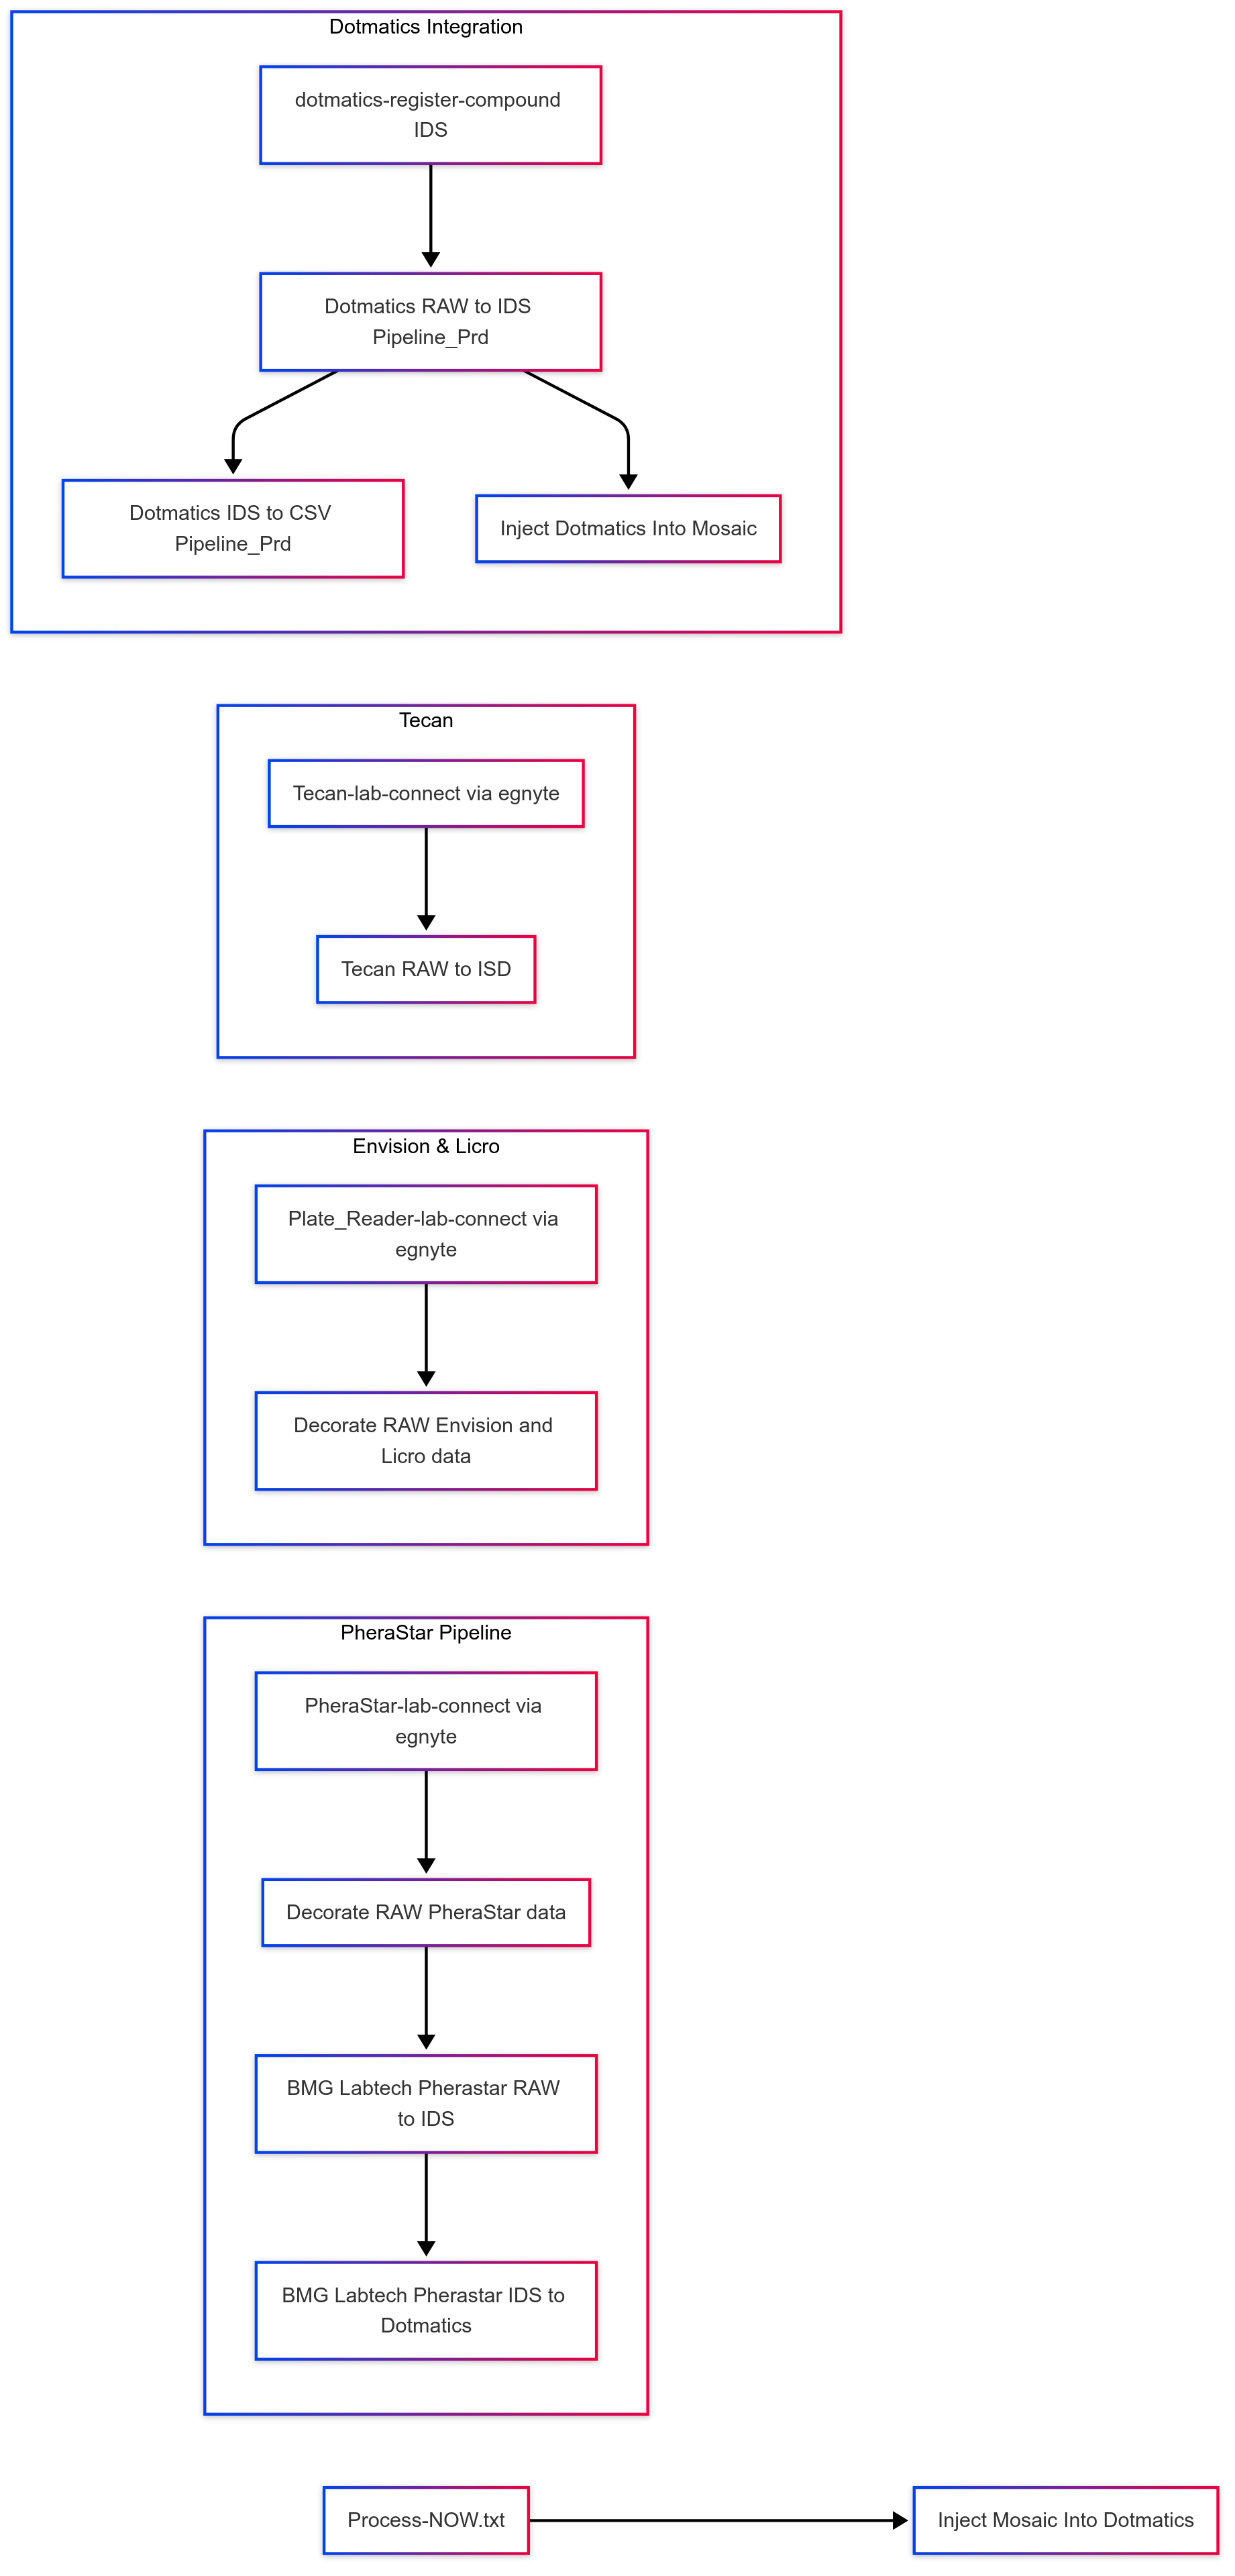 Dotmatics Integration
dotmatics-register-compound
IDS
Dotmatics RAW to IDS
Pipeline_Prd
Dotmatics IDS to CSV
Pipeline_Prd
Inject Dotmatics Into Mosaic
Tecan
Tecan-lab-connect via egnyte
Tecan RAW to ISD
Envision & Licro
Plate_Reader-lab-connect via
egnyte
Decorate RAW Envision and
Licro data
PheraStar Pipeline
PheraStar-lab-connect via
egnyte
Decorate RAW PheraStar data
BMG Labtech Pherastar RAW
to IDS
BMG Labtech Pherastar IDS to
Dotmatics
Process-NOW.txt
Inject Mosaic Into Dotmatics